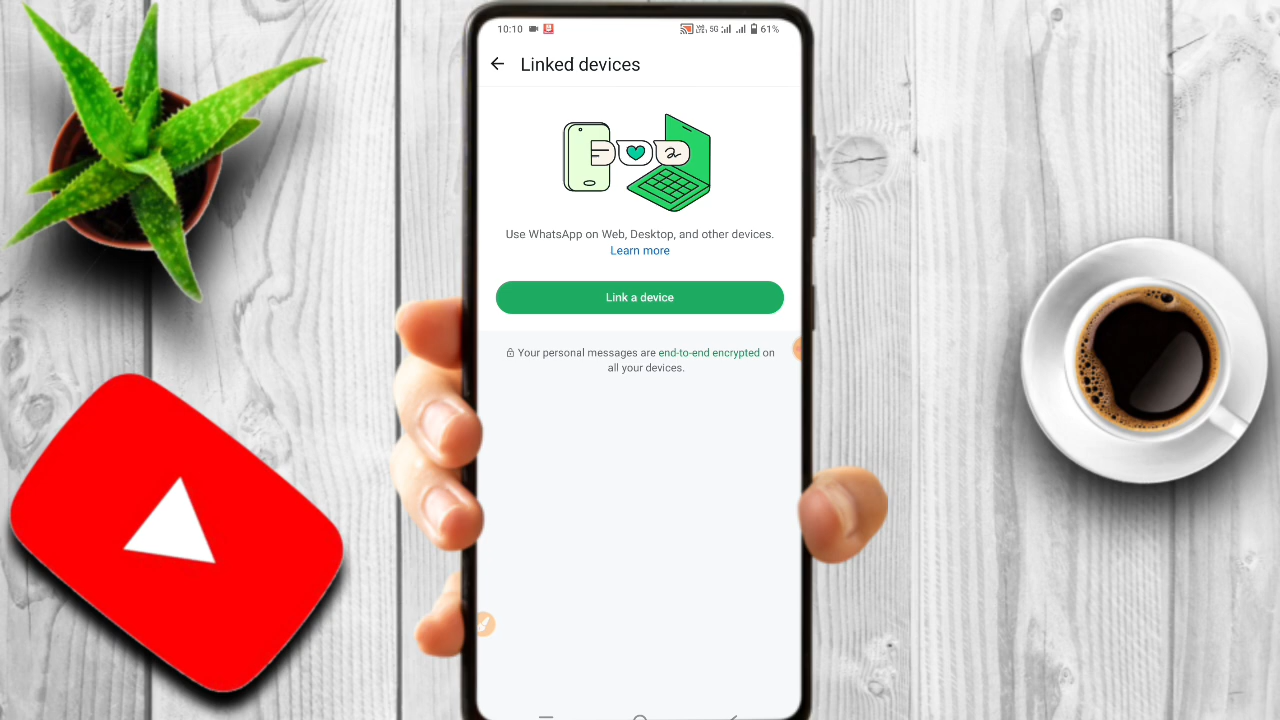 10:10
5G
61%
Linked devices
Use WhatsApp on Web, Desktop, and other devices.
Learn more
Link a device
Your personal messages are end-to-end encrypted on
all your devices.